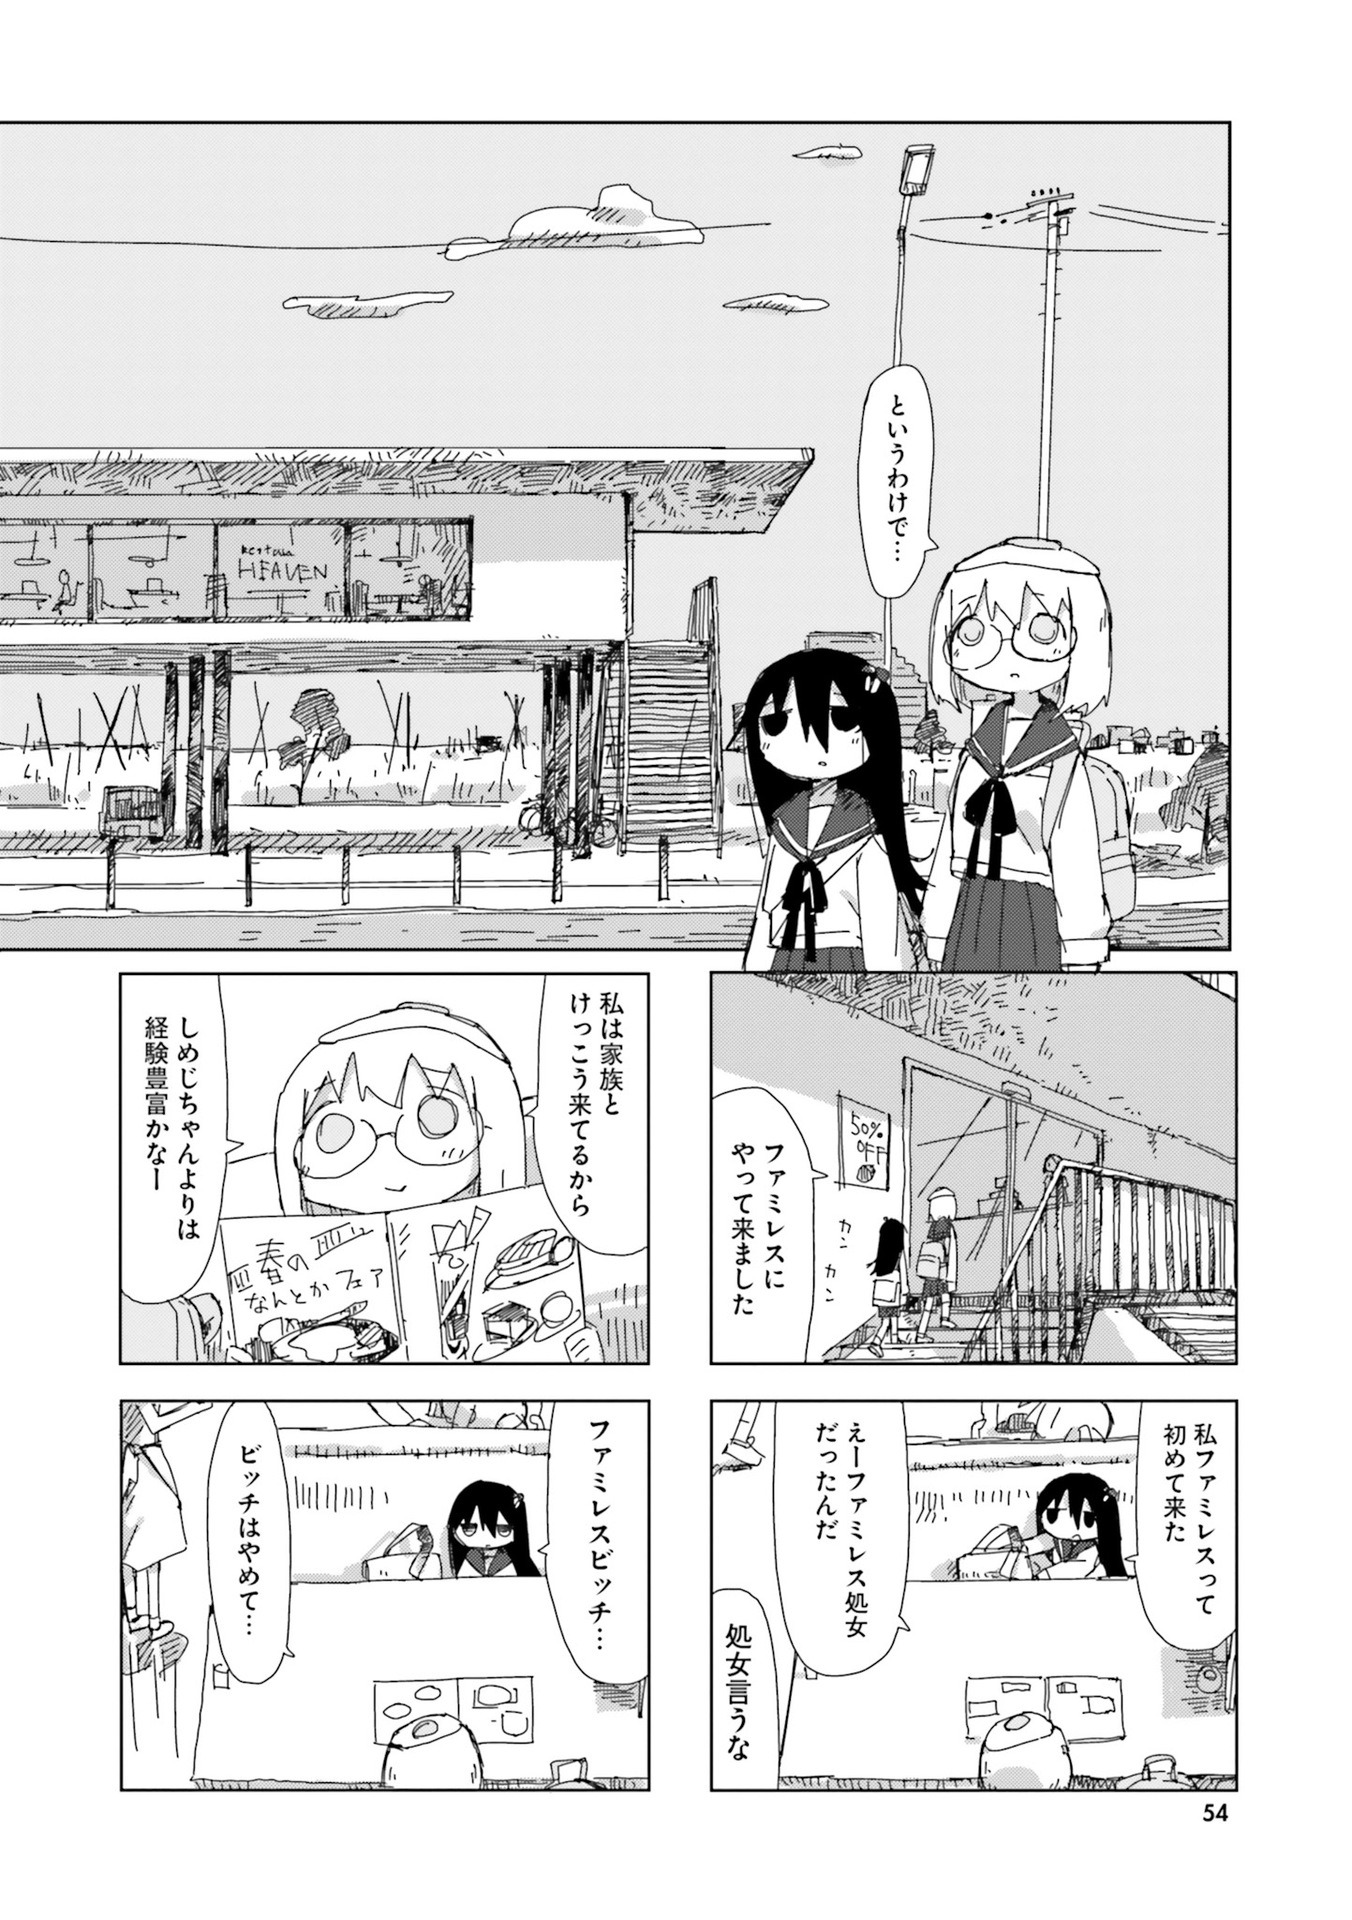 というわけで…
HEAVEN
ファミレスに
やって来ました
50%
OFF
カン
カン
私は家族と
けっこう来てるから
しめじちゃんよりは
経験豊富かなー
春の
なんとかフェア
私ファミレスって
初めて来た
えーファミレス処女
だったんだ
処女言うな
ファミレスビッチ…
ビッチはやめて…
54